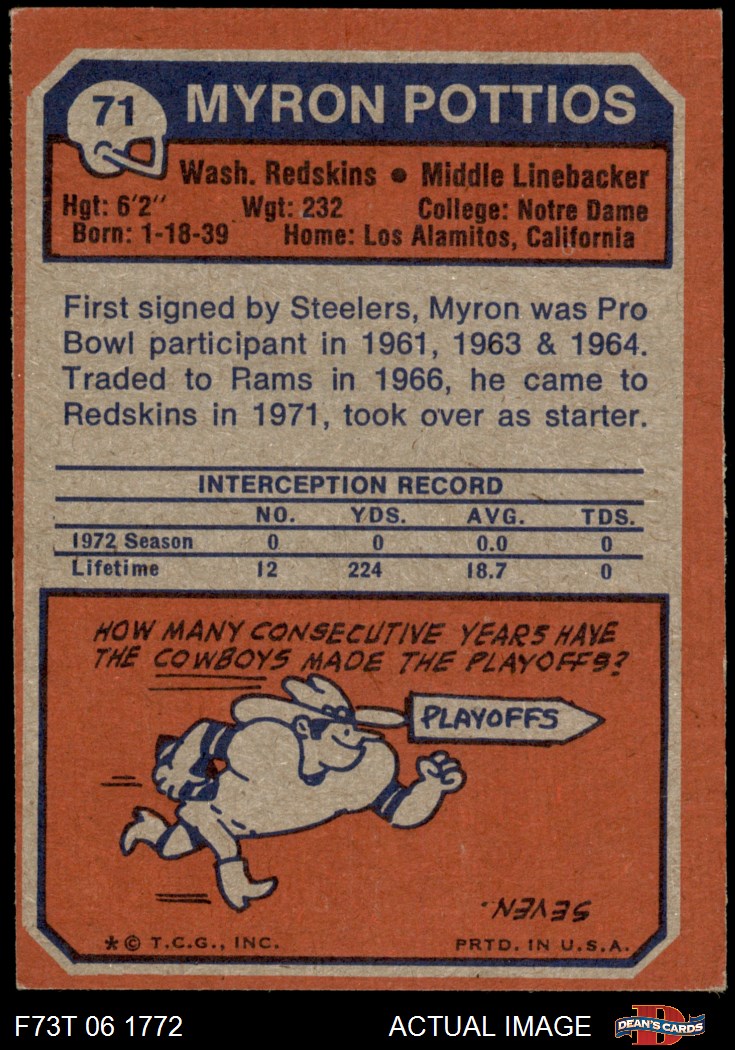 71
MYRON POTTIOS
Wash. Redskins • Middle Linebacker
Hgt: 6'2" Wgt: 232 College: Notre Dame
Born: 1-18-39 Home: Los Alamitos, California
First signed by Steelers, Myron was Pro
Bowl participant in 1961, 1963 & 1964.
Traded to Rams in 1966, he came to
Redskins in 1971, took over as starter.
INTERCEPTION RECORD
NO. YDS. AVG. TDS.
1972 Season 0 0 0.0 0
Lifetime 12 224 18.7 0
HOW MANY CONSECUTIVE YEARS HAVE
THE COWBOYS MADE THE PLAYOFFS?
PLAYOFFS
SEVEN.
*© T.C.G., INC. PRTD. IN U.S.A.
F73T 06 1772 ACTUAL IMAGE D DEAN'S CARDS